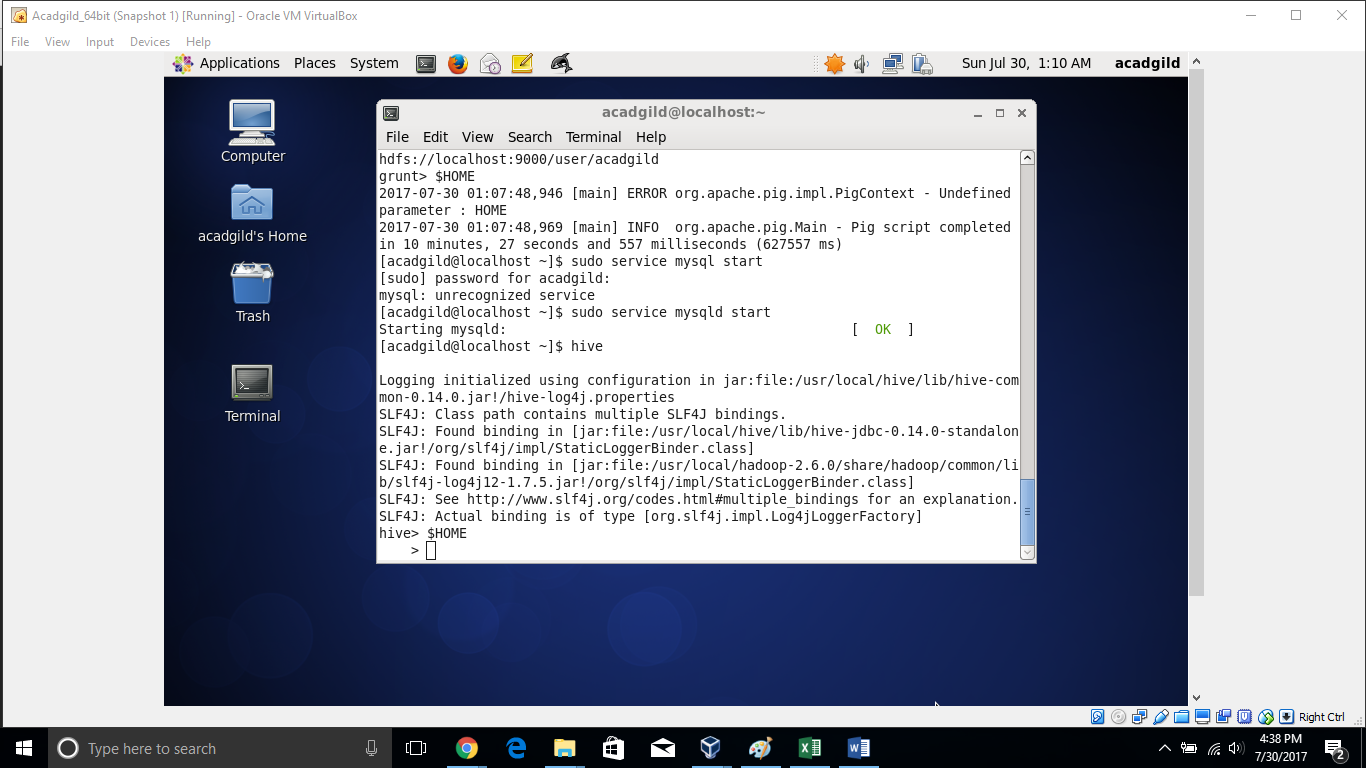 Acadgild_64bit (Snapshot 1) [Running] - Oracle VM VirtualBox
File View Input Devices Help
Applications Places System Sun Jul 30, 1:10 AM acadgild
Computer
acadgild's Home
Trash
Terminal
acadgild@localhost:~
File Edit View Search Terminal Help
hdfs://localhost:9000/user/acadgild
grunt> $HOME
2017-07-30 01:07:48,946 [main] ERROR org.apache.pig.impl.PigContext - Undefined
parameter : HOME
2017-07-30 01:07:48,969 [main] INFO  org.apache.pig.Main - Pig script completed
in 10 minutes, 27 seconds and 557 milliseconds (627557 ms)
[acadgild@localhost ~]$ sudo service mysql start
[sudo] password for acadgild:
mysql: unrecognized service
[acadgild@localhost ~]$ sudo service mysqld start
Starting mysqld: [ OK ]
[acadgild@localhost ~]$ hive
Logging initialized using configuration in jar:file:/usr/local/hive/lib/hive-com
mon-0.14.0.jar!/hive-log4j.properties
SLF4J: Class path contains multiple SLF4J bindings.
SLF4J: Found binding in [jar:file:/usr/local/hive/lib/hive-jdbc-0.14.0-standalon
e.jar!/org/slf4j/impl/StaticLoggerBinder.class]
SLF4J: Found binding in [jar:file:/usr/local/hadoop-2.6.0/share/hadoop/common/li
b/slf4j-log4j12-1.7.5.jar!/org/slf4j/impl/StaticLoggerBinder.class]
SLF4J: See http://www.slf4j.org/codes.html#multiple_bindings for an explanation.
SLF4J: Actual binding is of type [org.slf4j.impl.Log4jLoggerFactory]
hive> $HOME
    >
Right Ctrl
Type here to search
4:38 PM
7/30/2017
2